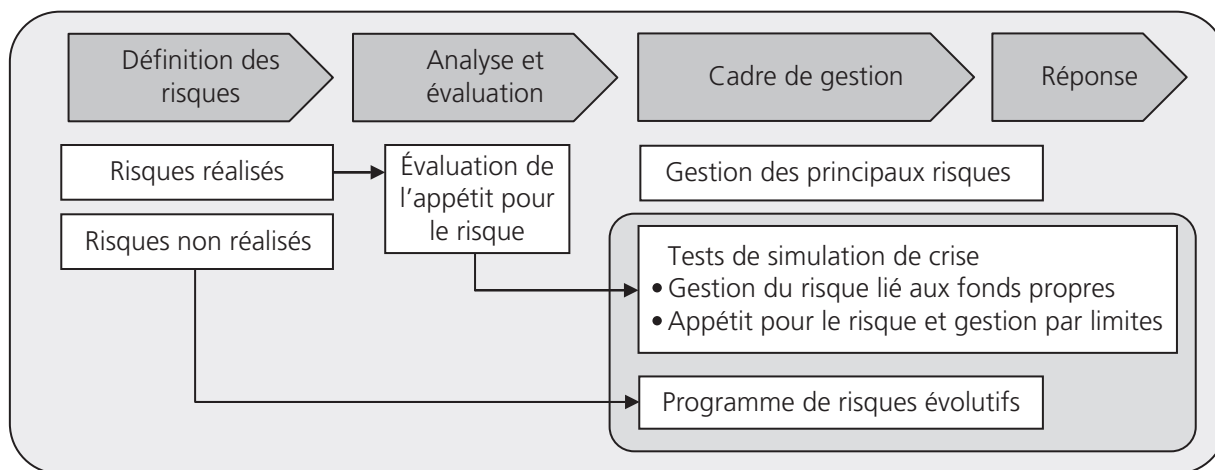 Définition des
risques
Analyse et
évaluation
Cadre de gestion
Réponse
Risques réalisés
Évaluation de
l’appétit pour
le risque
Gestion des principaux risques
Risques non réalisés
Tests de simulation de crise
• Gestion du risque lié aux fonds propres
• Appétit pour le risque et gestion par limites
Programme de risques évolutifs